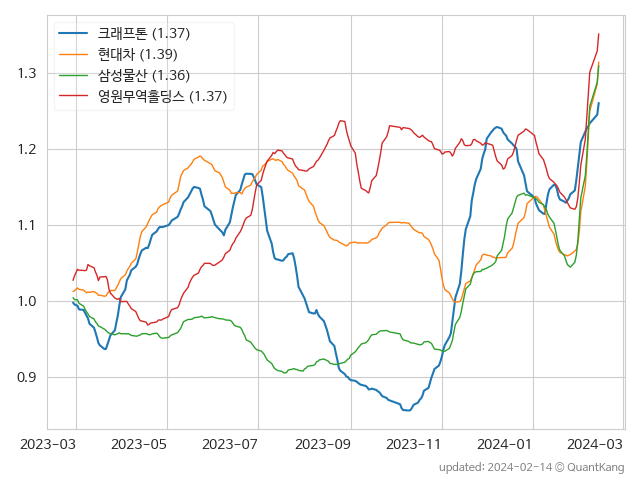 크래프톤 (1.37)
현대차 (1.39)
삼성물산 (1.36)
영원무역홀딩스 (1.37)
1.3
1.2
1.1
1.0
0.9
2023-03 2023-05 2023-07 2023-09 2023-11 2024-01 2024-03
updated: 2024-02-14 © QuantKang